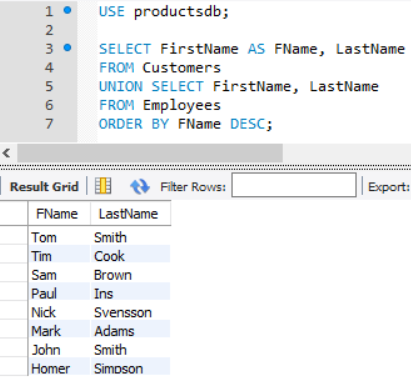 1 USE productsdb;
2
3 SELECT FirstName AS FName, LastName
4 FROM Customers
5 UNION SELECT FirstName, LastName
6 FROM Employees
7 ORDER BY FName DESC;
Result Grid Filter Rows: Export:
FName LastName
Tom Smith
Tim Cook
Sam Brown
Paul Ins
Nick Svensson
Mark Adams
John Smith
Homer Simpson